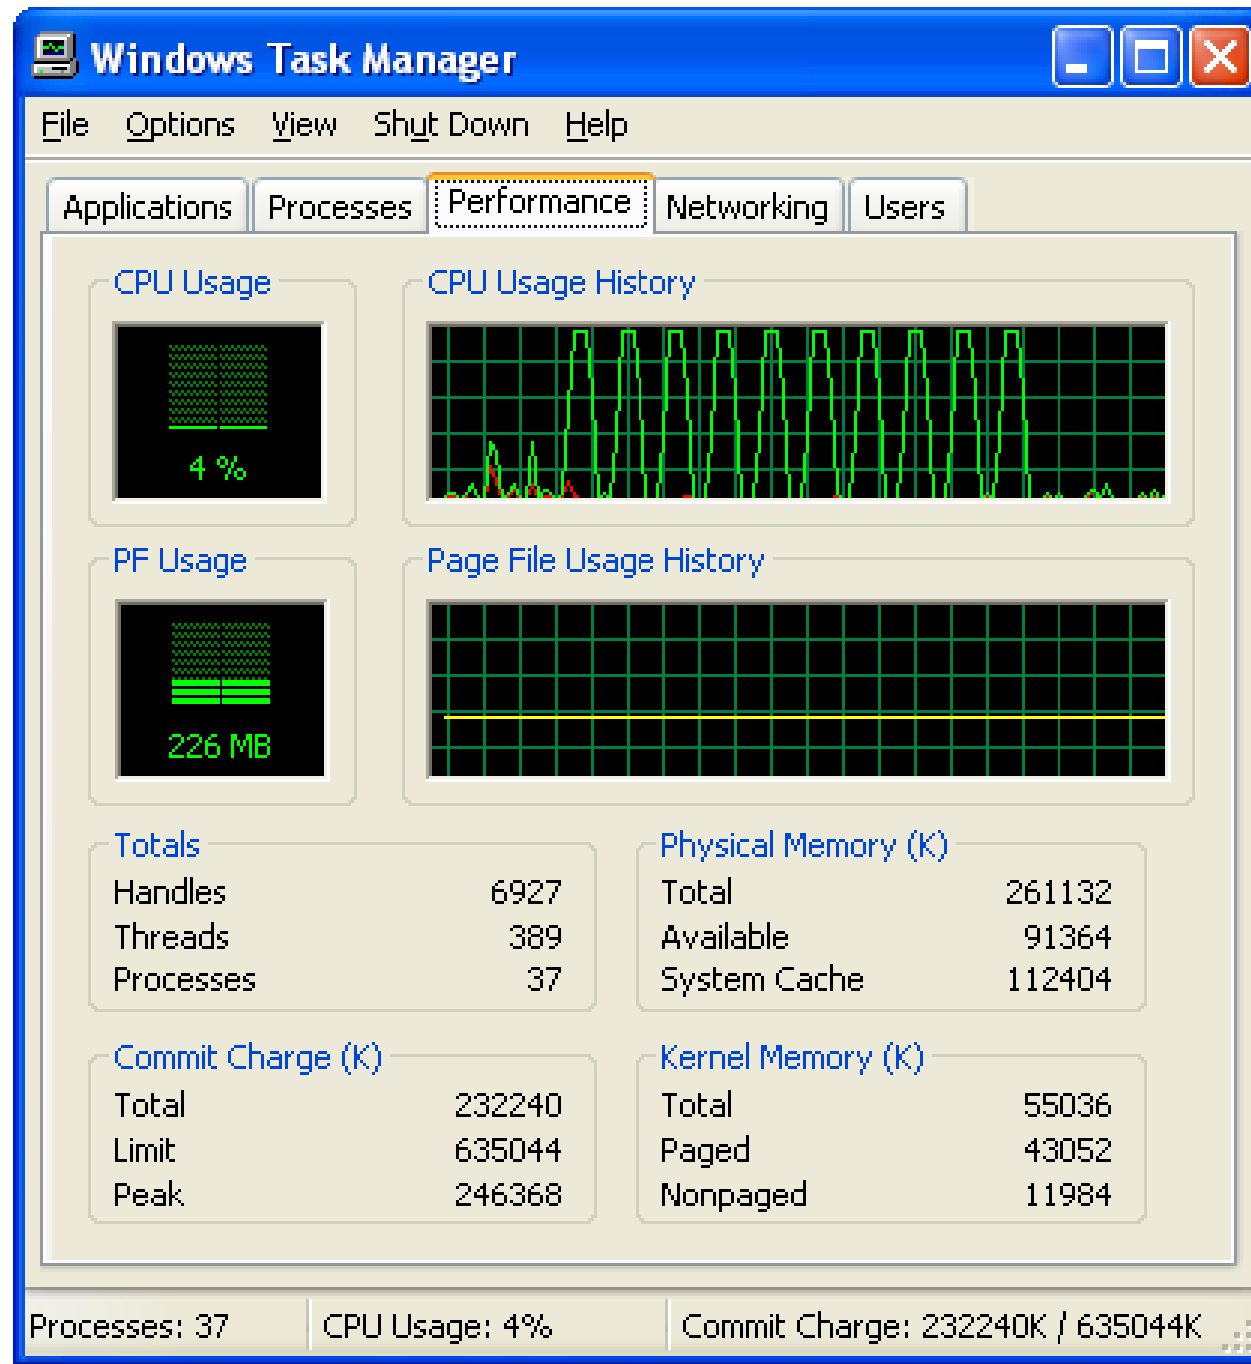 Windows Task Manager
File Options View Shut Down Help
Applications Processes Performance Networking Users
CPU Usage CPU Usage History
4 %
PF Usage Page File Usage History
226 MB
Totals Physical Memory (K)
Handles 6927 Total 261132
Threads 389 Available 91364
Processes 37 System Cache 112404
Commit Charge (K) Kernel Memory (K)
Total 232240 Total 55036
Limit 635044 Paged 43052
Peak 246368 Nonpaged 11984
Processes: 37 CPU Usage: 4% Commit Charge: 232240K / 635044K